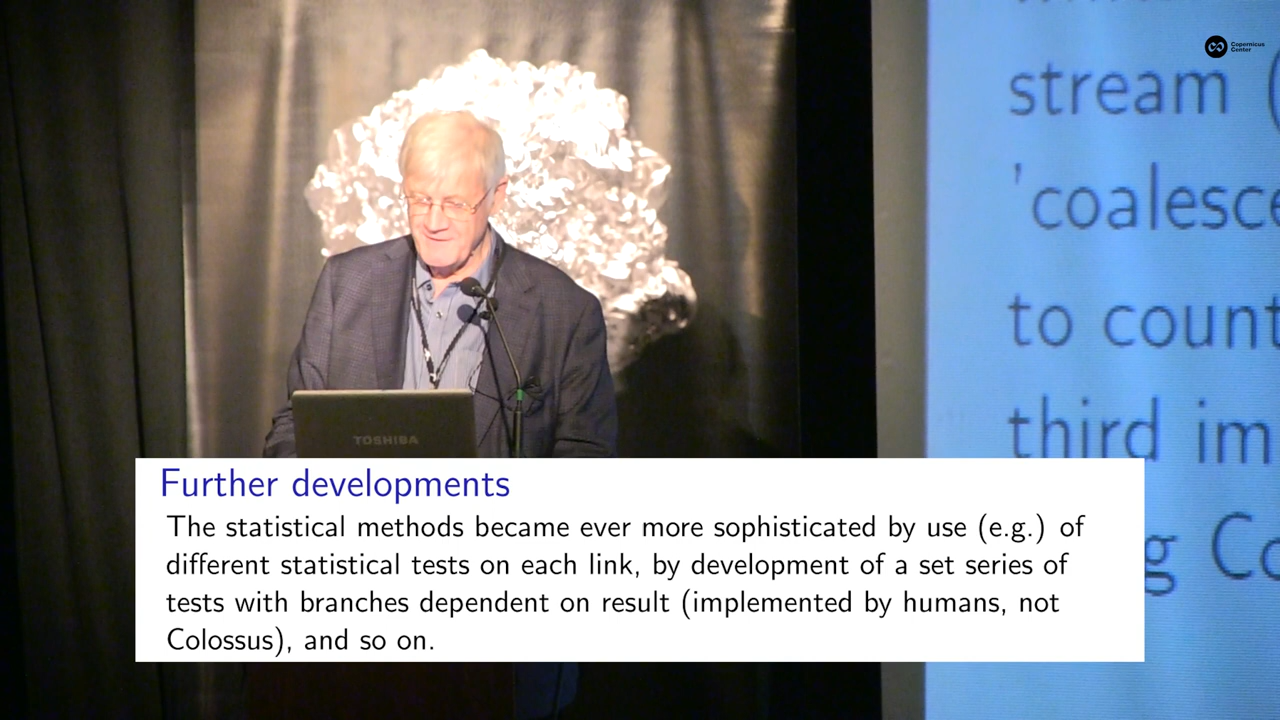 Copernicus
Center
stream (
'coalesce
to count
third im
g Co
TOSHIBA
Further developments
The statistical methods became ever more sophisticated by use (e.g.) of
different statistical tests on each link, by development of a set series of
tests with branches dependent on result (implemented by humans, not
Colossus), and so on.